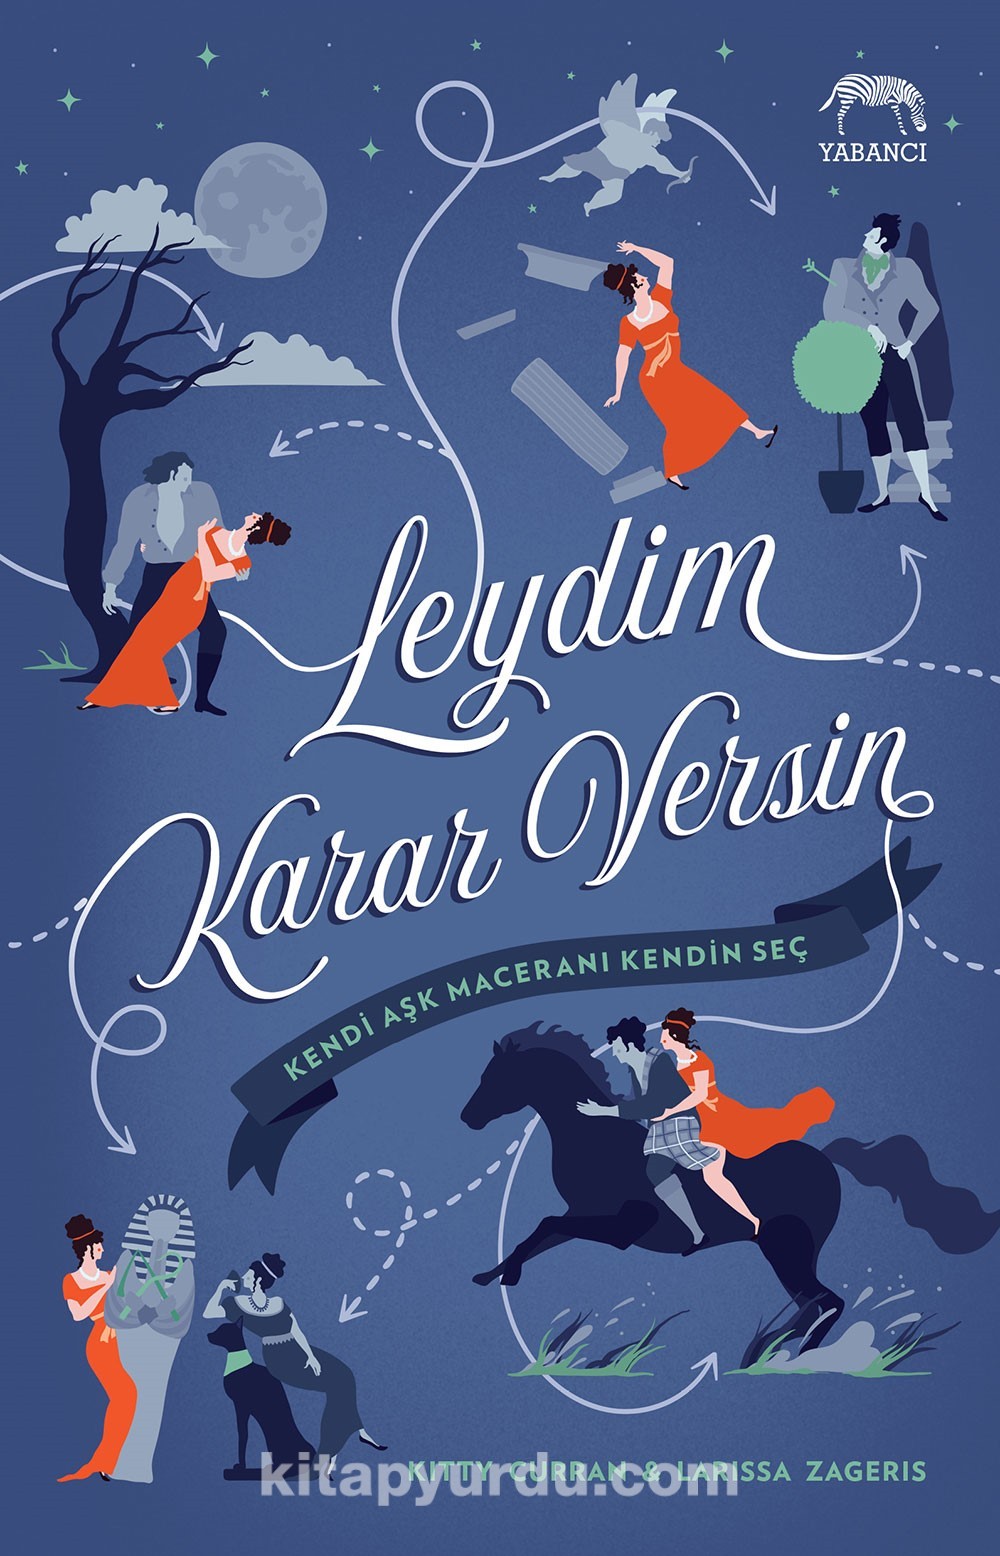 YABANCI
Leydim
Karar Versin
KENDİ AŞK MACERANI KENDİN SEÇ
KITTY CURRAN & LARISSA ZAGERIS
kitapyurdu.com